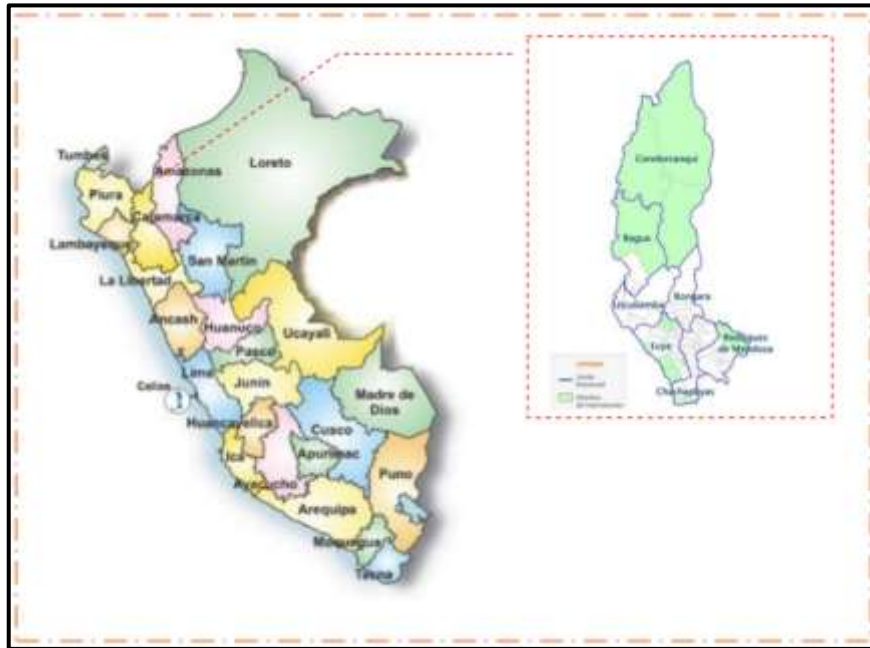 Tumbes
Amazonas
Loreto
Piura
Cajamarca
Lambayeque
San Martin
La Libertad
Ancash
Huanuco
Ucayali
Pasco
Lima
Junin
Callao
Madre de
Dios
Cusco
Huancavelica
Ica
Apurimac
Puno
Ayacucho
Arequipa
Moquegua
Tacna
Condorcanqui
Bagua
Utcubamba
Bongara
Luya
Rodriguez
de Mendoza
Chachapoyas